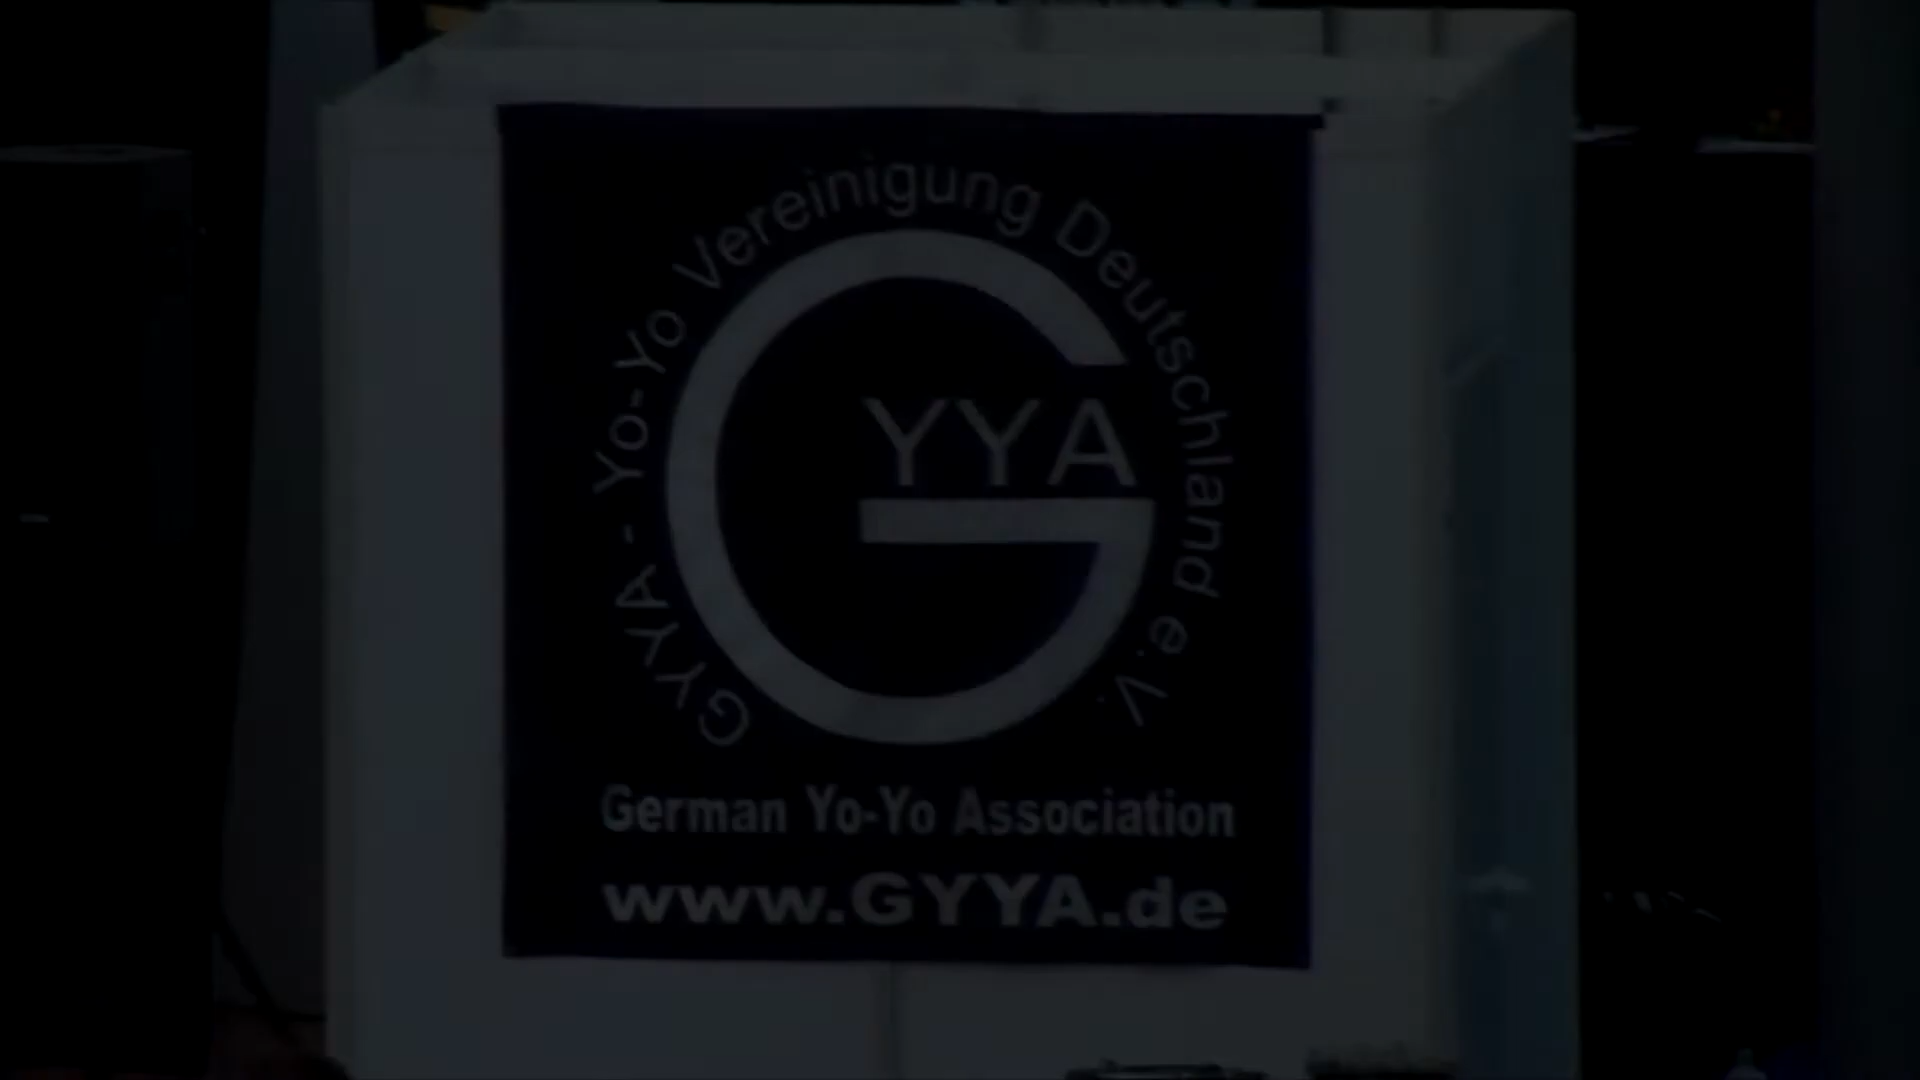 GYYA - Yo-Yo Vereinigung Deutschland e.V.
GYYA
German Yo-Yo Association
www.GYYA.de